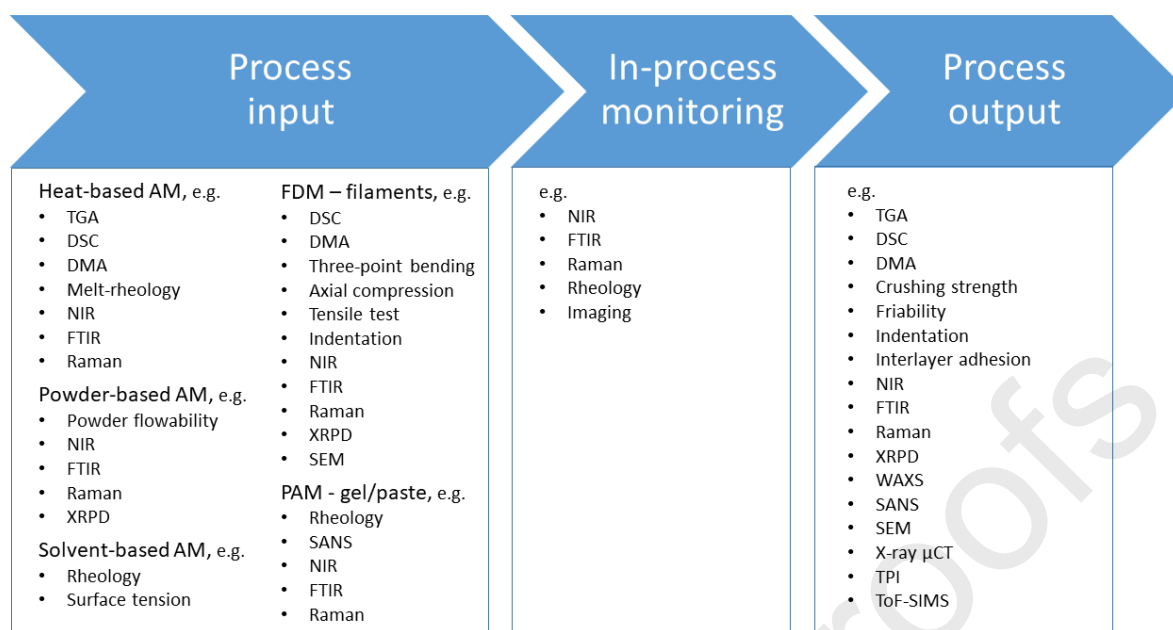 Process
input
In-process
monitoring
Process
output
Heat-based AM, e.g.
• TGA
• DSC
• DMA
• Melt-rheology
• NIR
• FTIR
• Raman
Powder-based AM, e.g.
• Powder flowability
• NIR
• FTIR
• Raman
• XRPD
Solvent-based AM, e.g.
• Rheology
• Surface tension
FDM – filaments, e.g.
• DSC
• DMA
• Three-point bending
• Axial compression
• Tensile test
• Indentation
• NIR
• FTIR
• Raman
• XRPD
• SEM
PAM - gel/paste, e.g.
• Rheology
• SANS
• NIR
• FTIR
• Raman
e.g.
• NIR
• FTIR
• Raman
• Rheology
• Imaging
e.g.
• TGA
• DSC
• DMA
• Crushing strength
• Friability
• Indentation
• Interlayer adhesion
• NIR
• FTIR
• Raman
• XRPD
• WAXS
• SANS
• SEM
• X-ray µCT
• TPI
• ToF-SIMS
roofs